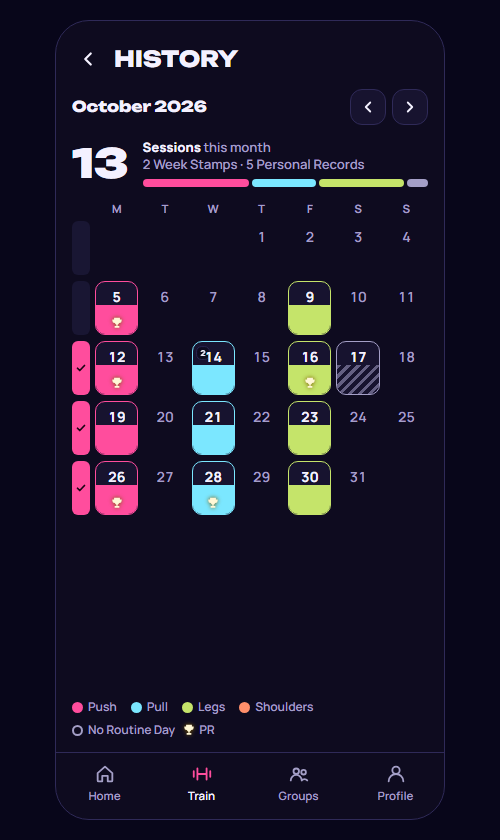 HISTORY
October 2026
13
Sessions this month
2 Week Stamps · 5 Personal Records
M T W T F S S
1 2 3 4
5 6 7 8 9 10 11
12 13 ²14 15 16 17 18
19 20 21 22 23 24 25
26 27 28 29 30 31
Push Pull Legs Shoulders
No Routine Day PR
Home Train Groups Profile